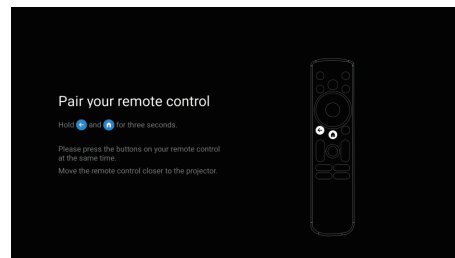 Pair your remote control
Hold and for three seconds.
Please press the buttons on your remote control
at the same time.
Move the remote control closer to the projector.